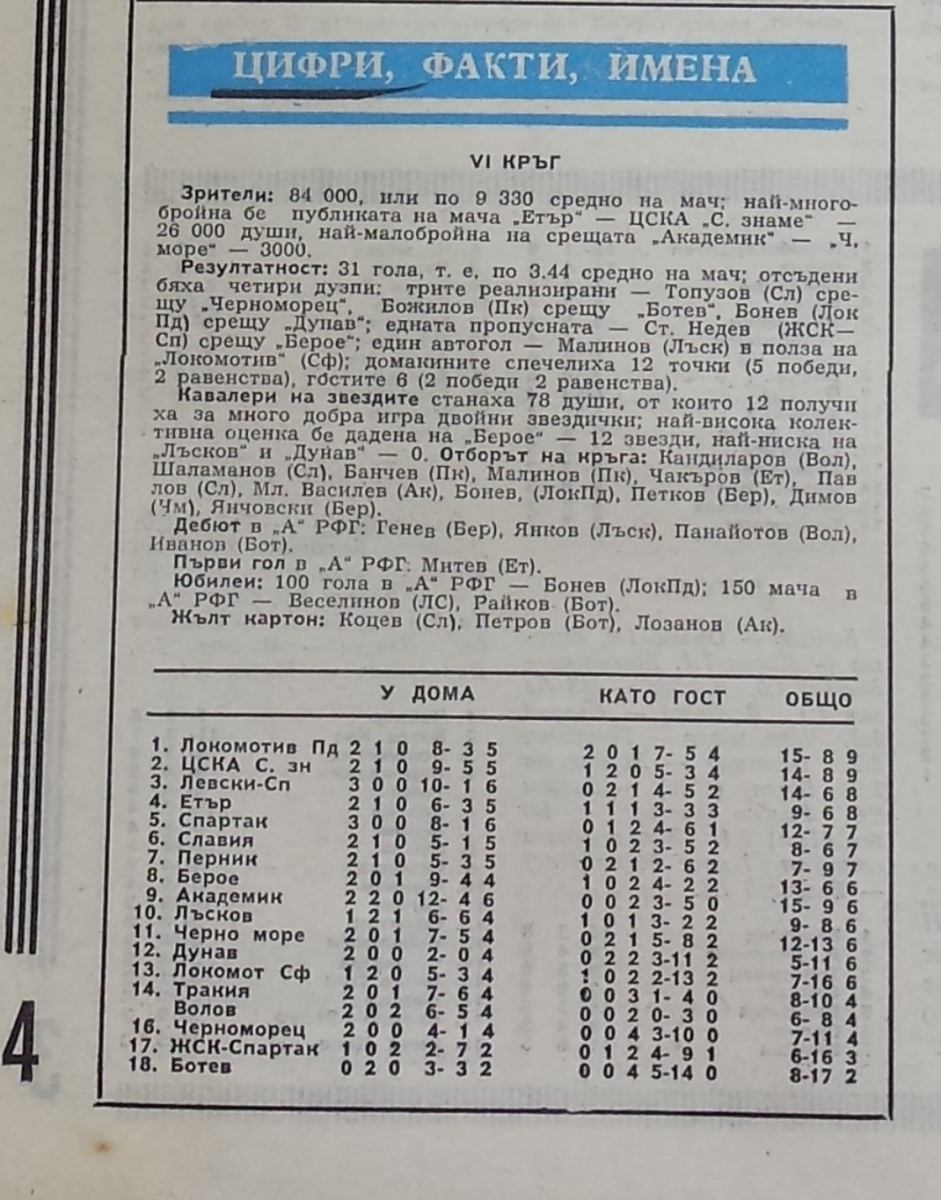 ЦИФРИ, ФАКТИ, ИМЕНА
VI КРЪГ
Зрители: 84 000, или по 9 330 средно на мач; най-много-
бройна бе публиката на мача „Етър“ — ЦСКА „С. знаме“ —
26 000 души, най-малобройна на срещата „Академик“ — „Ч.
море“ — 3000.
Резултатност: 31 гола, т. е, по 3.44 средно на мач; отсъдени
бяха четири дузпи: трите реализирани — Топузов (Сл) сре-
щу „Черноморец“, Божилов (Пк) срещу „Ботев“, Бонев (Лок
Пд) срещу „Дунав“; едната пропусната — Ст. Недев (ЖСК—
Сп) срещу „Берое“; един автогол — Малинов (Лъск) в полза на
„Локомотив“ (Сф); домакините спечелиха 12 точки (5 победи,
2 равенства), гостите 6 (2 победи 2 равенства).
Кавалери на звездите станаха 78 души, от които 12 получи
ха за много добра игра двойни звездички; най-висока колек-
тивна оценка бе дадена на „Берое“ — 12 звезди, най-ниска на
„Лъсков“ и „Дунав“ — 0. Отборът на кръга: Кандиларов (Вол),
Шаламанов (Сл), Банчев (Пк), Малинов (Пк), Чакъров (Ет), Пав
лов (Сл), Мл. Василев (Ак), Бонев, (ЛокПд), Петков (Бер), Димов
(Чм), Янчовски (Бер).
Дебют в „А“ РФГ: Генев (Бер), Янков (Лъск), Панайотов (Вол),
Иванов (Бот).
Първи гол в „А“ РФГ: Митев (Ет).
Юбилеи: 100 гола в „А“ РФГ — Бонев (ЛокПд); 150 мача в
„А“ РФГ — Веселинов (ЛС), Райков (Бот).
Жълт картон: Коцев (Сл), Петров (Бот), Лозанов (Ак).
У ДОМА КАТО ГОСТ ОБЩО
1. Локомотив Пд 2 1 0 8- 3 5 2 0 1 7- 5 4 15- 8 9
2. ЦСКА С. зн 2 1 0 9- 5 5 1 2 0 5- 3 4 14- 8 9
3. Левски-Сп 3 0 0 10- 1 6 0 2 1 4- 5 2 14- 6 8
4. Етър 2 1 0 6- 3 5 1 1 1 3- 3 3 9- 6 8
5. Спартак 3 0 0 8- 1 6 0 1 2 4- 6 1 12- 7 7
6. Славия 2 1 0 5- 1 5 1 0 2 3- 5 2 8- 6 7
7. Перник 2 1 0 5- 3 5 0 2 1 2- 6 2 7- 9 7
8. Берое 2 0 1 9- 4 4 1 0 2 4- 2 2 13- 6 6
9. Академик 2 2 0 12- 4 6 0 0 2 3- 5 0 15- 9 6
10. Лъсков 1 2 1 6- 6 4 1 0 1 3- 2 2 9- 8 6
11. Черно море 2 0 1 7- 5 4 0 2 1 5- 8 2 12-13 6
12. Дунав 2 0 0 2- 0 4 0 2 2 3-11 2 5-11 6
13. Локомот Сф 1 2 0 5- 3 4 1 0 2 2-13 2 7-16 6
14. Тракия 2 0 1 7- 6 4 0 0 3 1- 4 0 8-10 4
Волов 2 0 2 6- 5 4 0 0 2 0- 3 0 6- 8 4
16. Черноморец 2 0 0 4- 1 4 0 0 4 3-10 0 7-11 4
17. ЖСК-Спартак 1 0 2 2- 7 2 0 1 2 4- 9 1 6-16 3
18. Ботев 0 2 0 3- 3 2 0 0 4 5-14 0 8-17 2
4